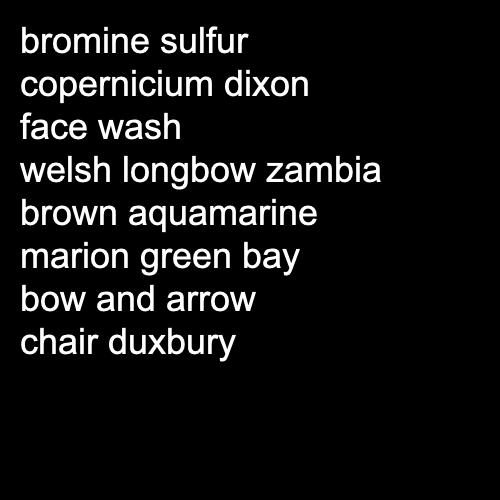 bromine sulfur
copernicium dixon
face wash
welsh longbow zambia
brown aquamarine
marion green bay
bow and arrow
chair duxbury